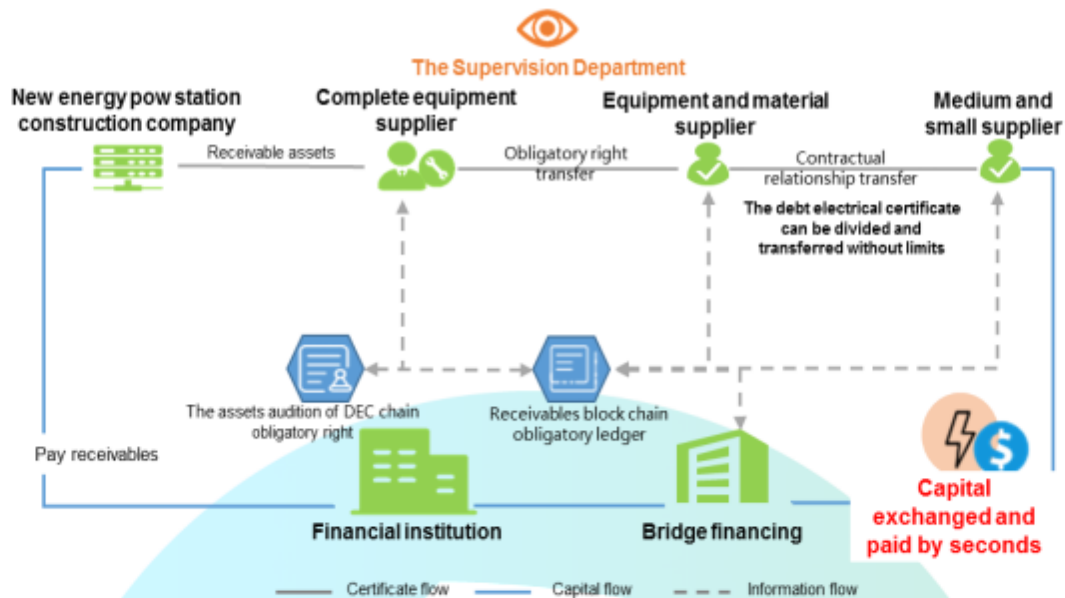 The Supervision Department
New energy pow station
construction company
Complete equipment
supplier
Equipment and material
supplier
Medium and
small supplier
Receivable assets
Obligatory right
transfer
Contractual
relationship transfer
The debt electrical certificate
can be divided and
transferred without limits
The assets audition of DEC chain
obligatory right
Receivables block chain
obligatory ledger
Pay receivables
$
Financial institution
Bridge financing
Capital
exchanged and
paid by seconds
Certificate flow
Capital flow
Information flow